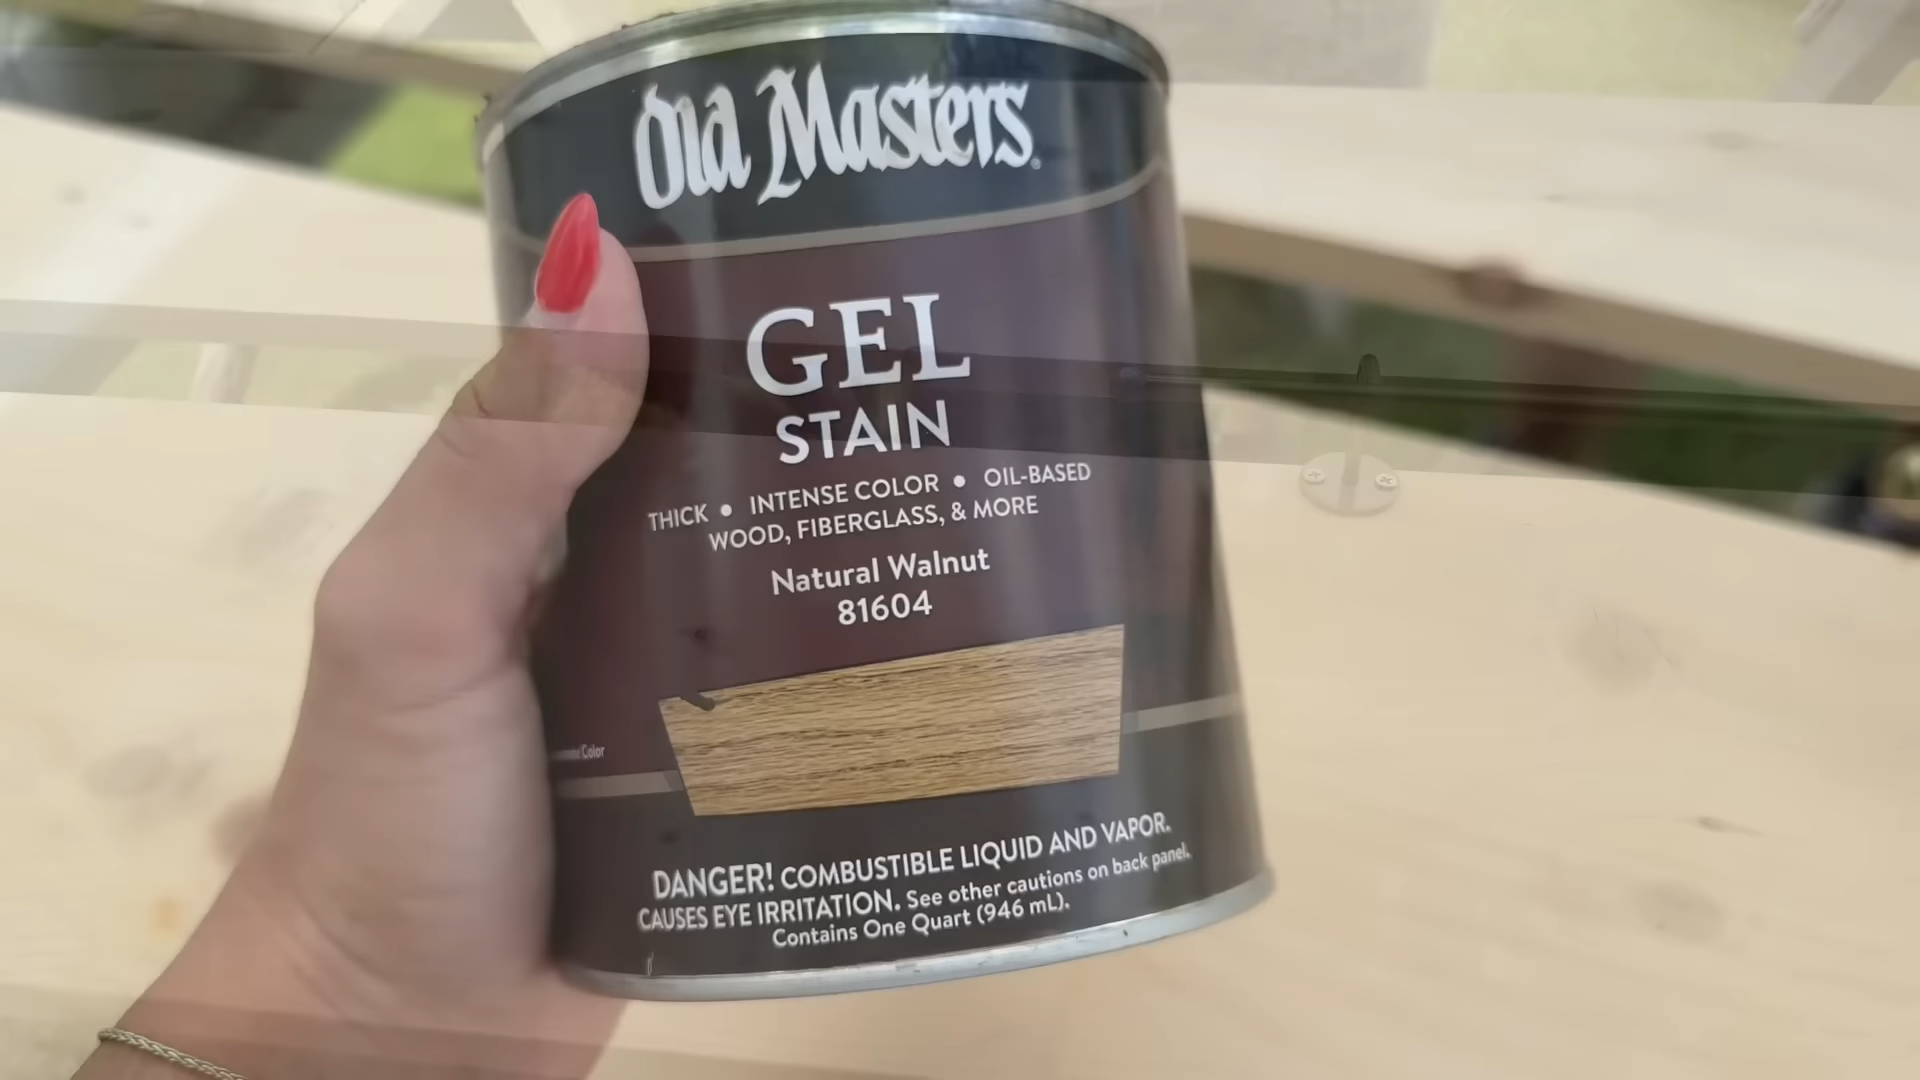 Old Masters
GEL
STAIN
THICK • INTENSE COLOR • OIL-BASED
WOOD, FIBERGLASS, & MORE
Natural Walnut
81604
Color
DANGER! COMBUSTIBLE LIQUID AND VAPOR.
CAUSES EYE IRRITATION. See other cautions on back panel.
Contains One Quart (946 mL).